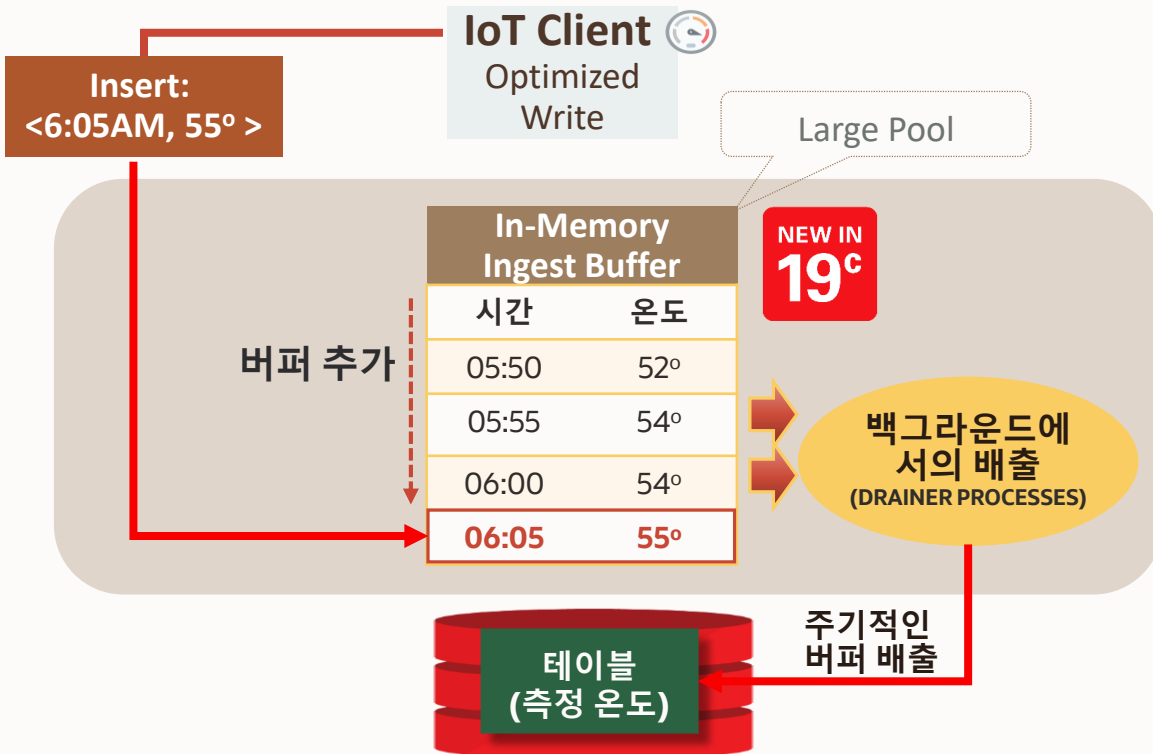 IoT Client
Optimized
Write
Insert:
<6:05AM, 55º >
Large Pool
In-Memory
Ingest Buffer
NEW IN
19c
시간 온도
버퍼 추가
05:50 52º
05:55 54º
06:00 54º
06:05 55º
백그라운드에
서의 배출
(DRAINER PROCESSES)
주기적인
버퍼 배출
테이블
(측정 온도)